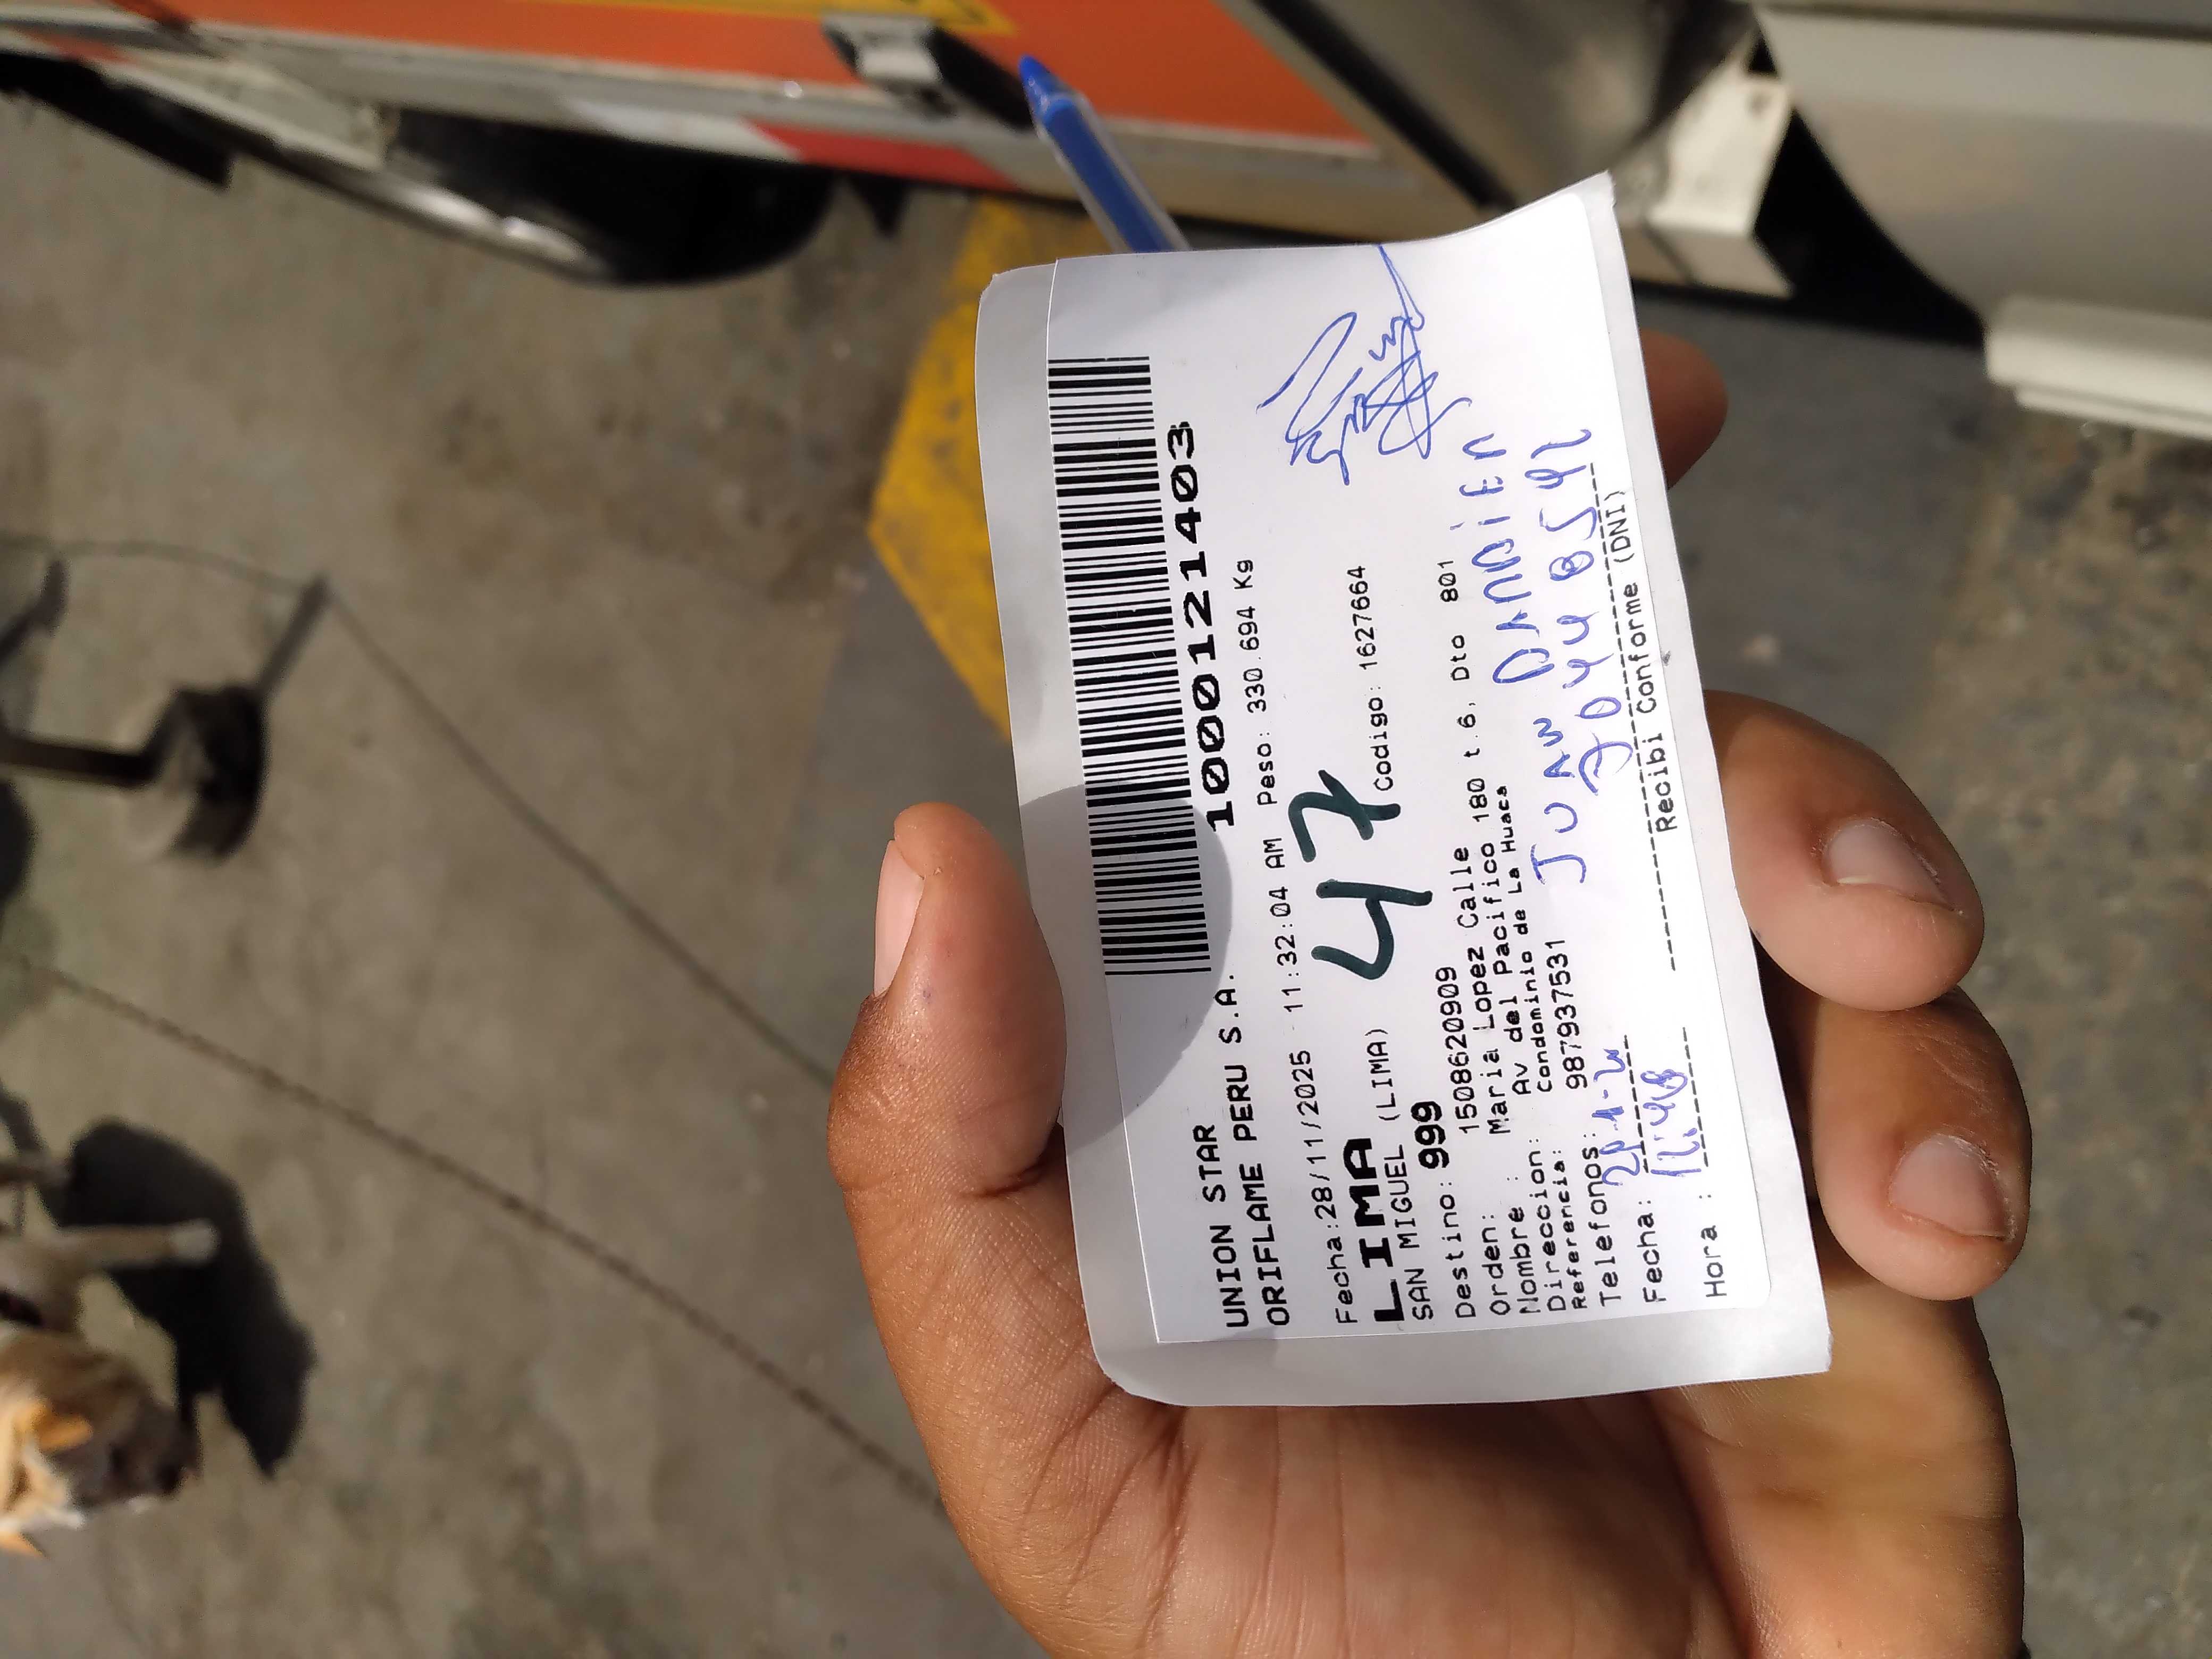 UNION STAR
ORIFLAME PERU S.A. 1000121403
Fecha:28/11/2025 11:32:04 AM Peso: 330.694 Kg
LIMA 47
SAN MIGUEL (LIMA) Codigo: 1627664
Destino: 999
Orden: 1508620909
Nombre : Maria Lopez Calle
Direccion: Av del Pacifico 180 t.6, Dto 801
Referencia: Condominio de La Huaca
Telefonos: 987937531
JUAN
Fecha:
Hora :
Recibi Conforme (DNI)